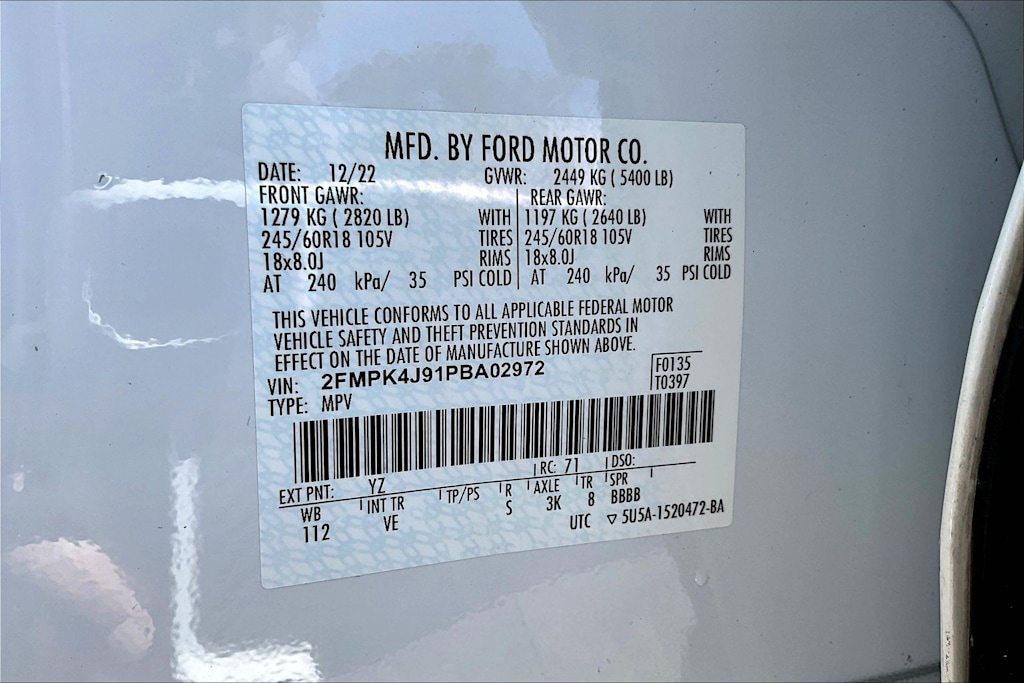 MFD. BY FORD MOTOR CO.
DATE: 12/22 GVWR: 2449 KG ( 5400 LB)
FRONT GAWR: REAR GAWR:
1279 KG ( 2820 LB) WITH 1197 KG ( 2640 LB) WITH
245/60R18 105V TIRES 245/60R18 105V TIRES
18x8.0J RIMS 18x8.0J RIMS
AT 240 kPa/ 35 PSI COLD AT 240 kPa/ 35 PSI COLD
THIS VEHICLE CONFORMS TO ALL APPLICABLE FEDERAL MOTOR
VEHICLE SAFETY AND THEFT PREVENTION STANDARDS IN
EFFECT ON THE DATE OF MANUFACTURE SHOWN ABOVE.
VIN: 2FMPK4J91PBA02972 F0135
TYPE: MPV T0397
EXT PNT: YZ RC: 71 DSO:
WB INT TR TP/PS R AXLE TR SPR
112 VE S 3K 8 BBBB
UTC ▽ 5U5A-1520472-BA